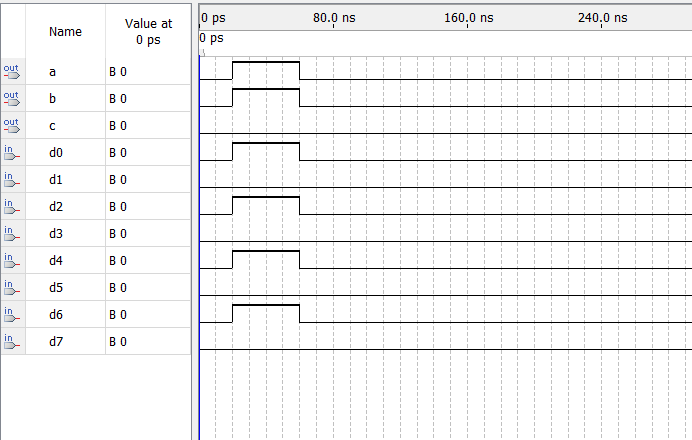 Name Value at 0 ps
0 ps 80.0 ns 160.0 ns 240.0 ns
0 ps
out a B 0
out b B 0
out c B 0
in d0 B 0
in d1 B 0
in d2 B 0
in d3 B 0
in d4 B 0
in d5 B 0
in d6 B 0
in d7 B 0